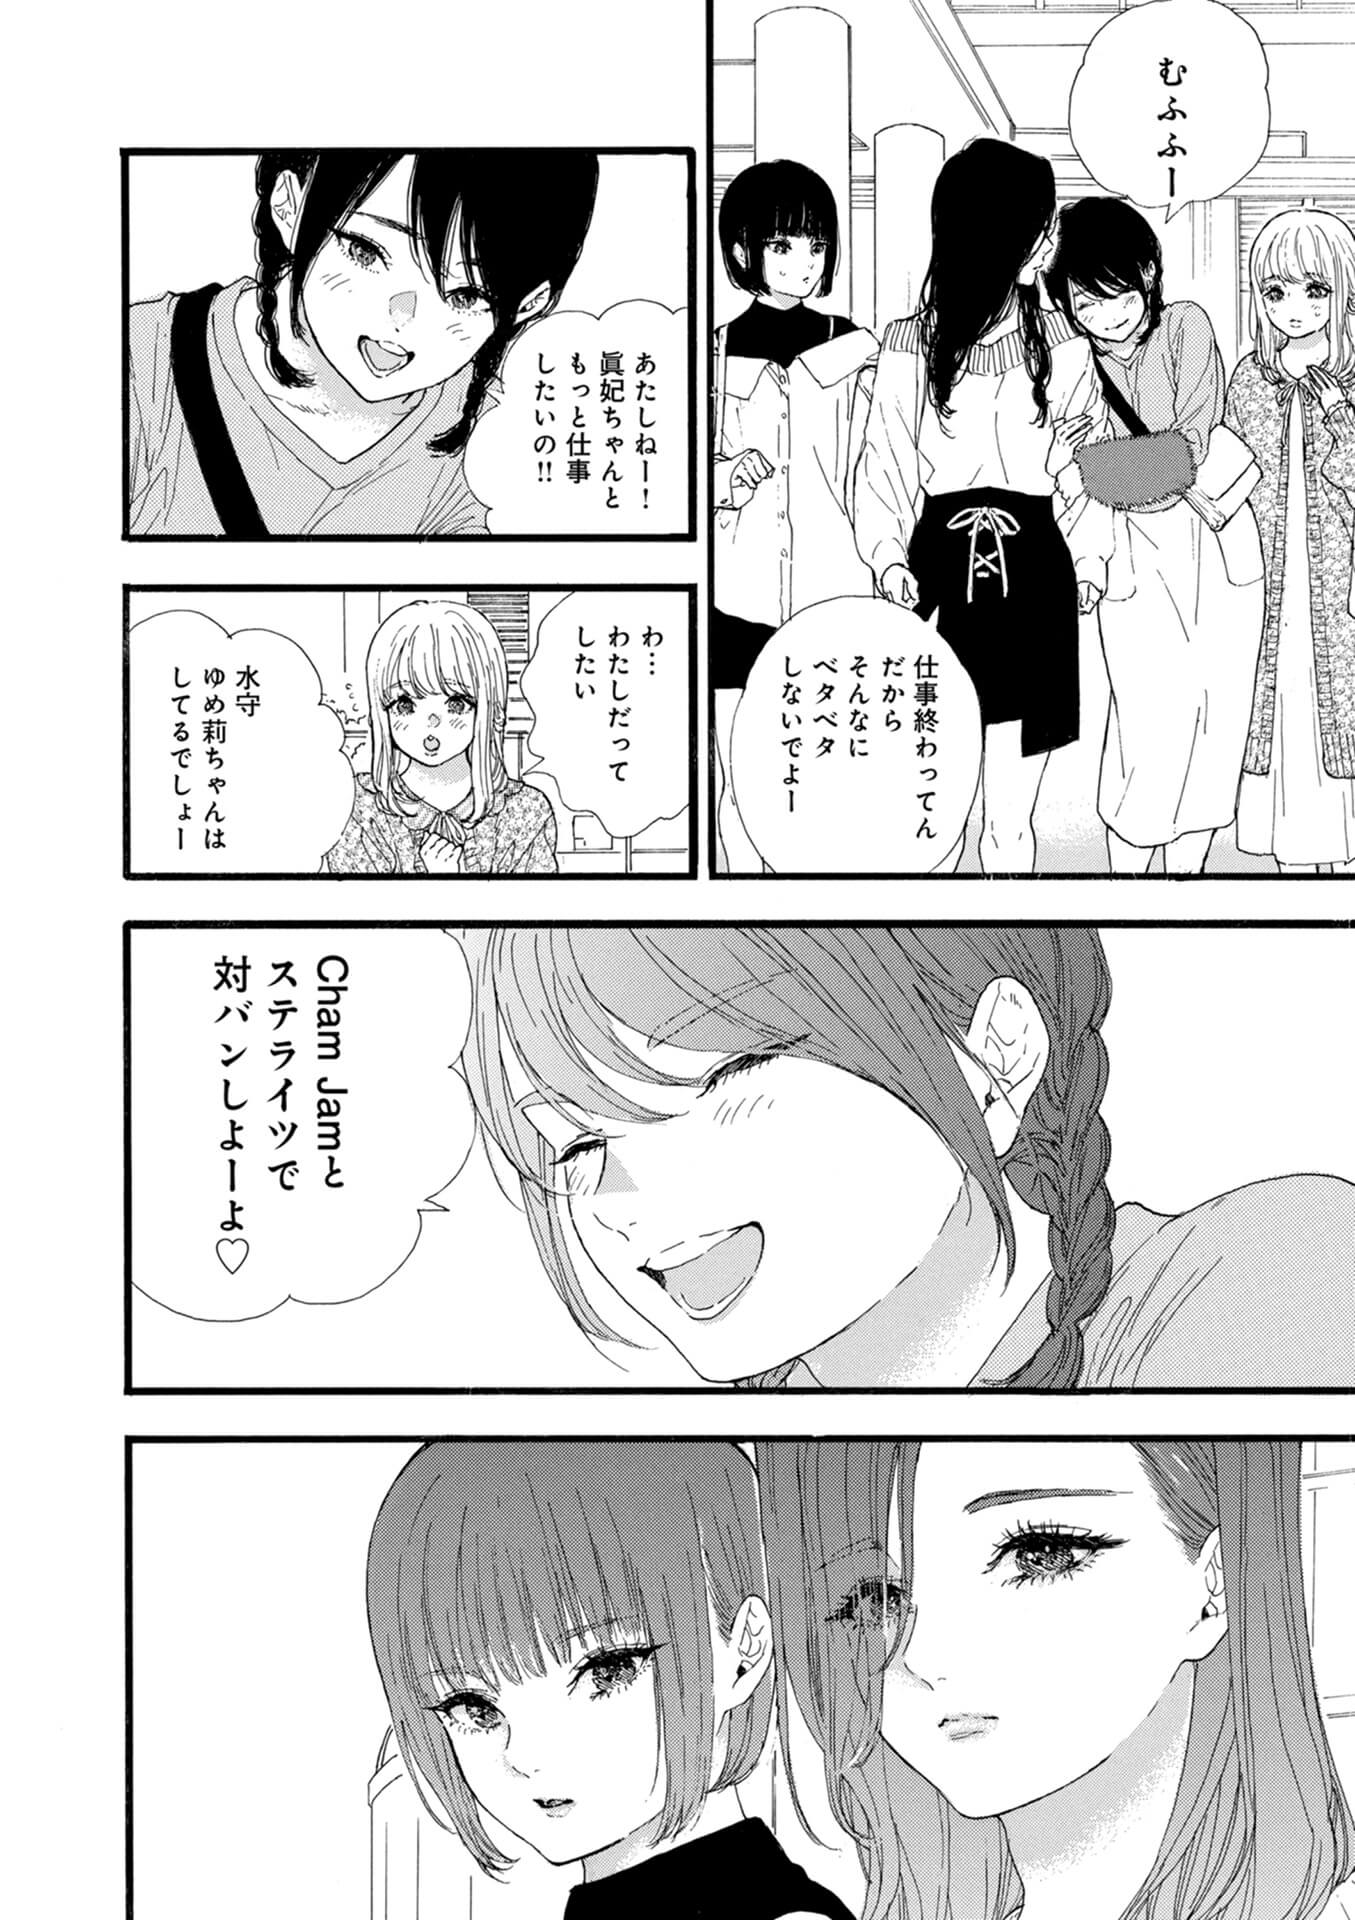 むふふー
仕事終わってん
だから
そんなに
ベタベタ
しないでよー
あたしねー！
眞妃ちゃんと
もっと仕事
したいの!!
わ…
わたしだって
したい
水守
ゆめ莉ちゃんは
してるでしょー
Cham Jamと
ステライツで
対バンしよーよ♡